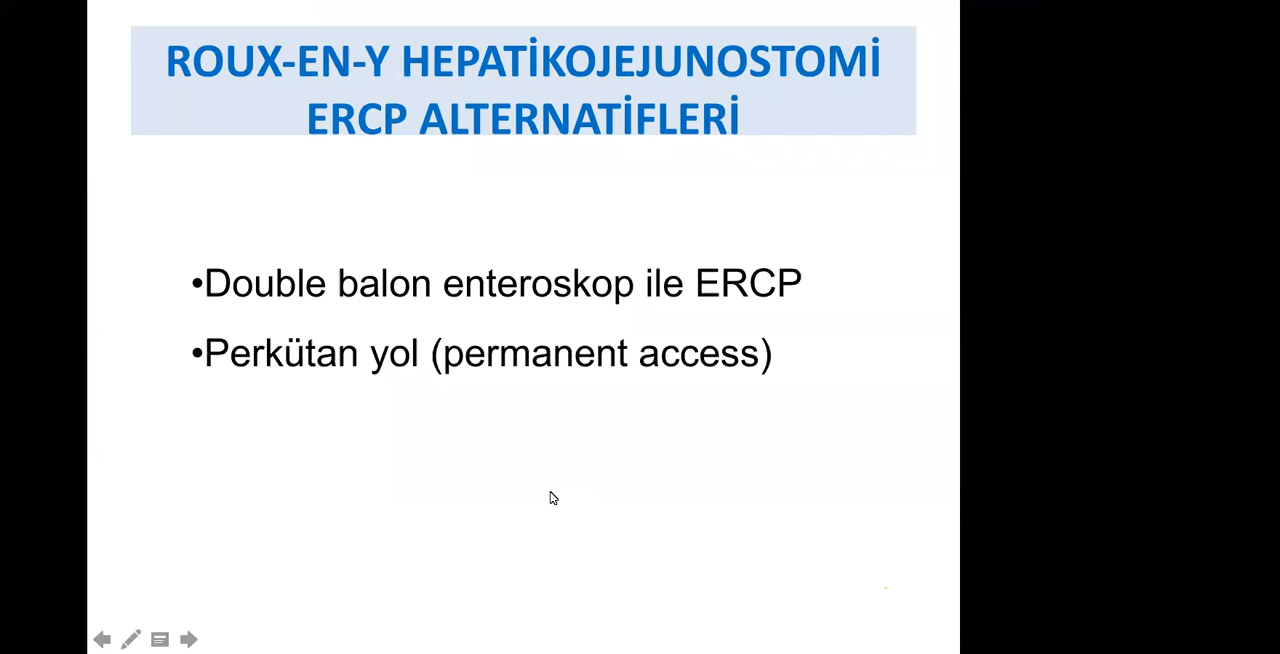 ROUX-EN-Y HEPATİKOJEJUNOSTOMİ
ERCP ALTERNATİFLERİ
•Double balon enteroskop ile ERCP
•Perkütan yol (permanent access)